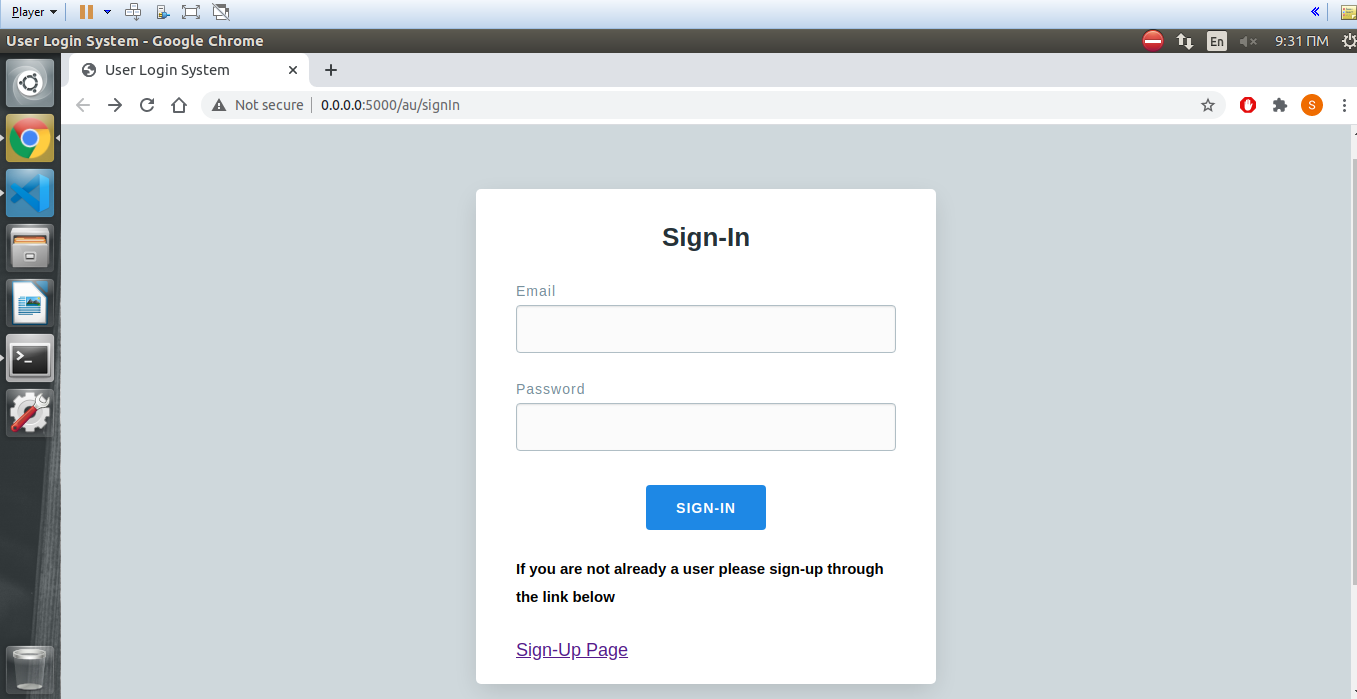 Player
User Login System - Google Chrome
En
9:31 ΠΜ
User Login System
Not secure
0.0.0.0:5000/au/signIn
S
Sign-In
Email
Password
SIGN-IN
If you are not already a user please sign-up through
the link below
Sign-Up Page